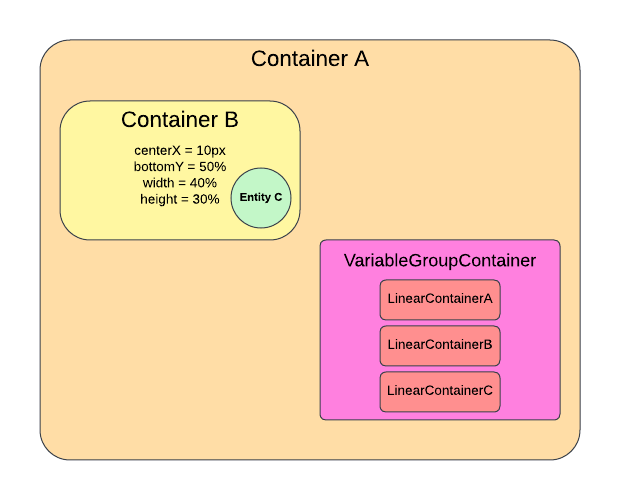 Container A
Container B
centerX = 10px
bottomY = 50%
width = 40%
height = 30%
Entity C
VariableGroupContainer
LinearContainerA
LinearContainerB
LinearContainerC